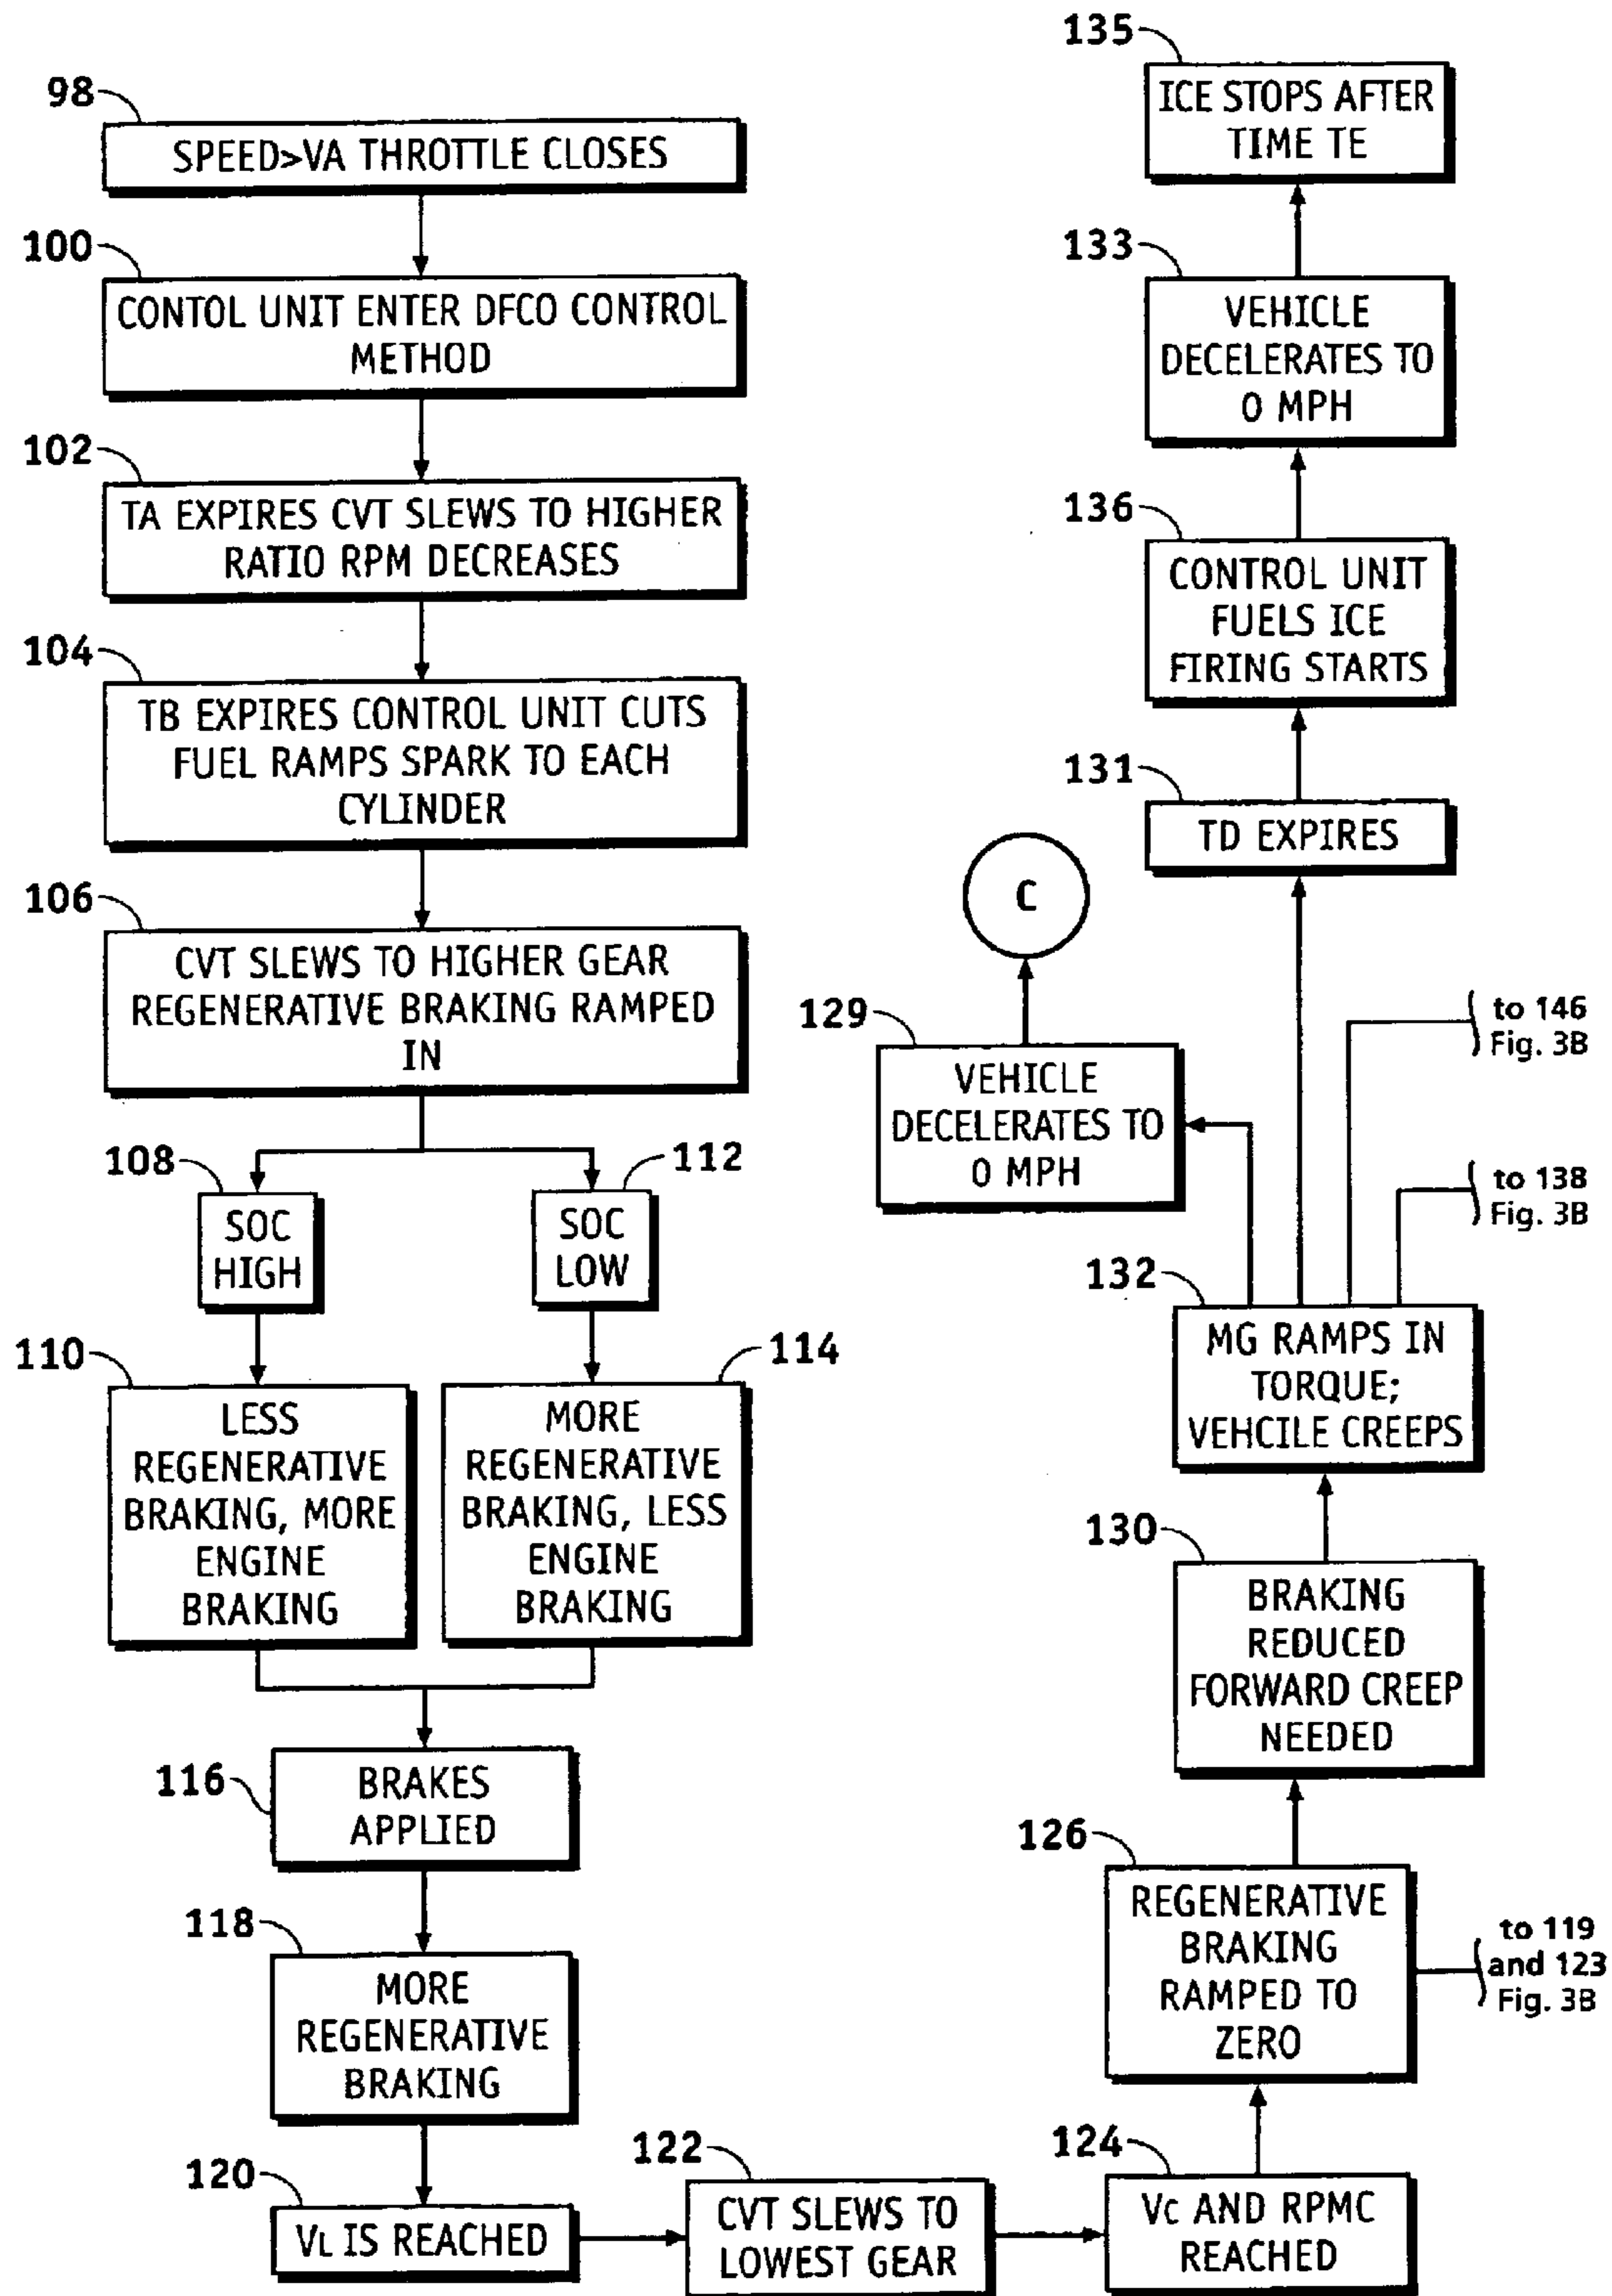 98
SPEED>VA THROTTLE CLOSES
100
CONTOL UNIT ENTER DFCO CONTROL
METHOD
102
TA EXPIRES CVT SLEWS TO HIGHER
RATIO RPM DECREASES
104
TB EXPIRES CONTROL UNIT CUTS
FUEL RAMPS SPARK TO EACH
CYLINDER
106
CVT SLEWS TO HIGHER GEAR
REGENERATIVE BRAKING RAMPED
IN
108
SOC
HIGH
112
SOC
LOW
110
LESS
REGENERATIVE
BRAKING, MORE
ENGINE
BRAKING
114
MORE
REGENERATIVE
BRAKING, LESS
ENGINE
BRAKING
116
BRAKES
APPLIED
118
MORE
REGENERATIVE
BRAKING
120
VL IS REACHED
122
CVT SLEWS TO
LOWEST GEAR
124
VC AND RPMC
REACHED
126
REGENERATIVE
BRAKING
RAMPED TO
ZERO
to 119
and 123
Fig. 3B
130
BRAKING
REDUCED
FORWARD CREEP
NEEDED
132
MG RAMPS IN
TORQUE;
VEHCILE CREEPS
to 138
Fig. 3B
to 146
Fig. 3B
129
VEHICLE
DECELERATES TO
0 MPH
C
131
TD EXPIRES
136
CONTROL UNIT
FUELS ICE
FIRING STARTS
133
VEHICLE
DECELERATES TO
0 MPH
135
ICE STOPS AFTER
TIME TE